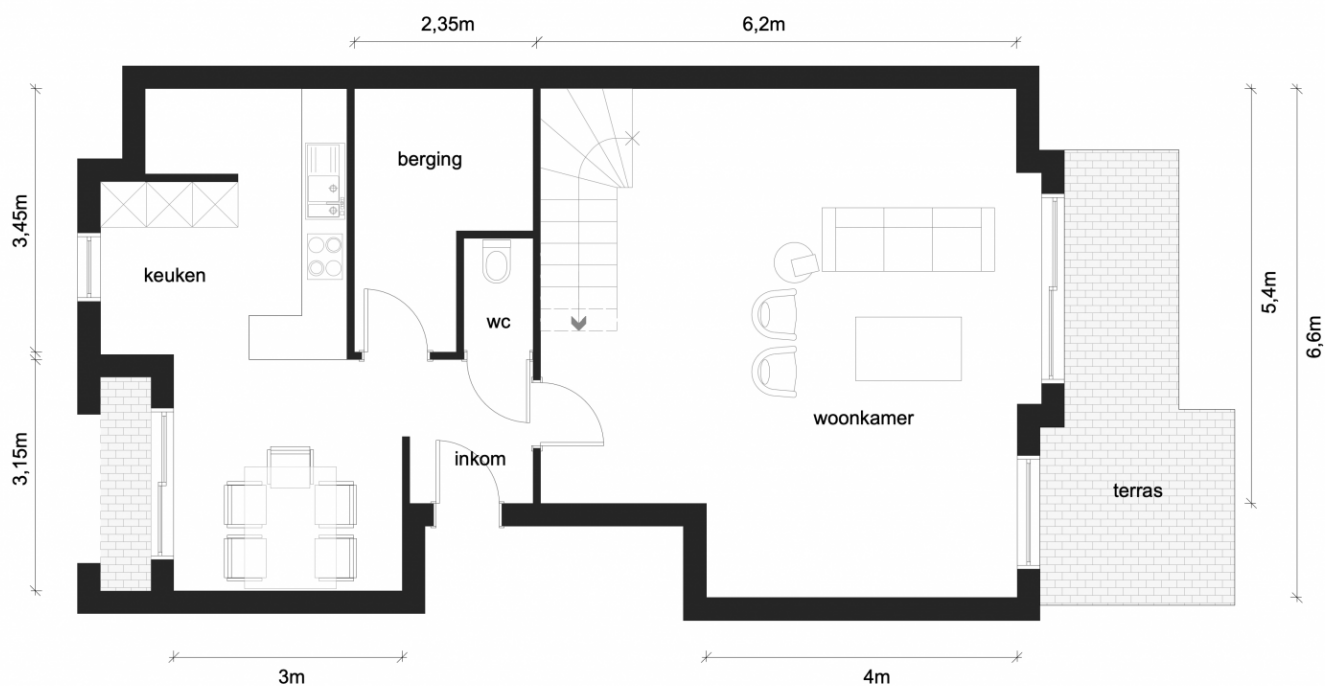 2,35m
6,2m
berging
3,45m
keuken
wc
5,4m
6,6m
woonkamer
3,15m
inkom
terras
3m
4m